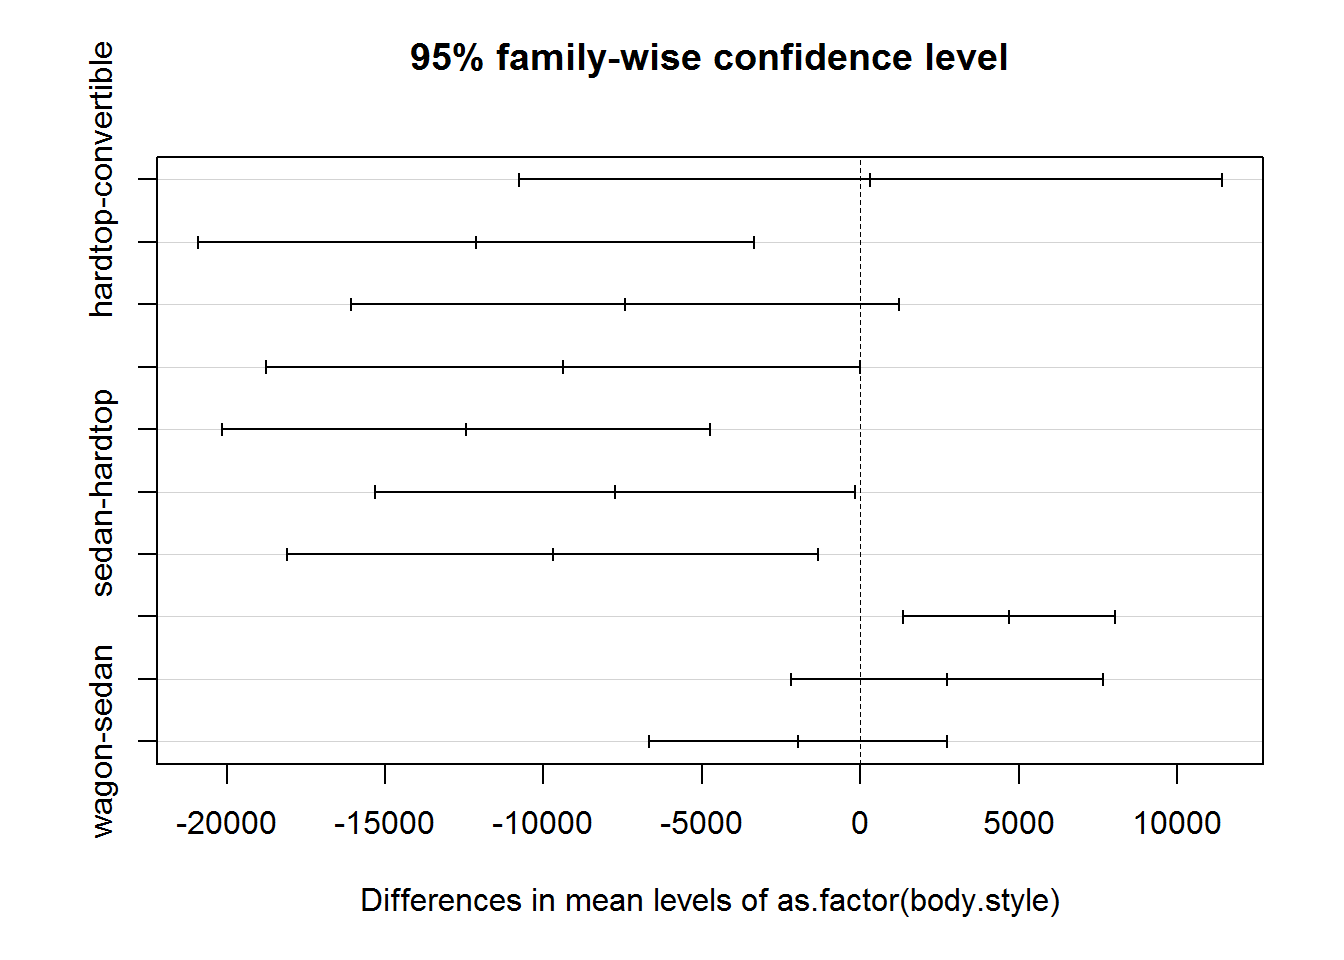 95% family-wise confidence level
hardtop-convertible
sedan-hardtop
wagon-sedan
-20000 -15000 -10000 -5000 0 5000 10000
Differences in mean levels of as.factor(body.style)